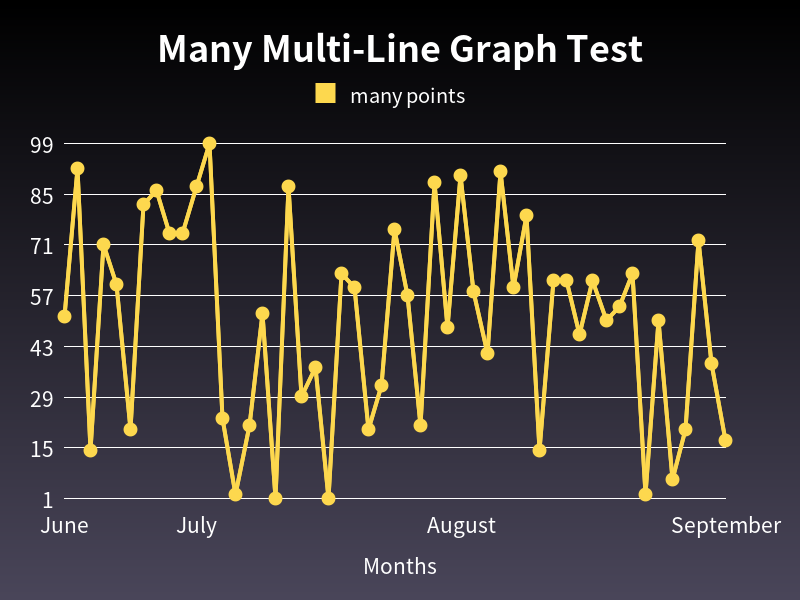 Many Multi-Line Graph Test
many points
99
85
71
57
43
29
15
1
June July August September
Months